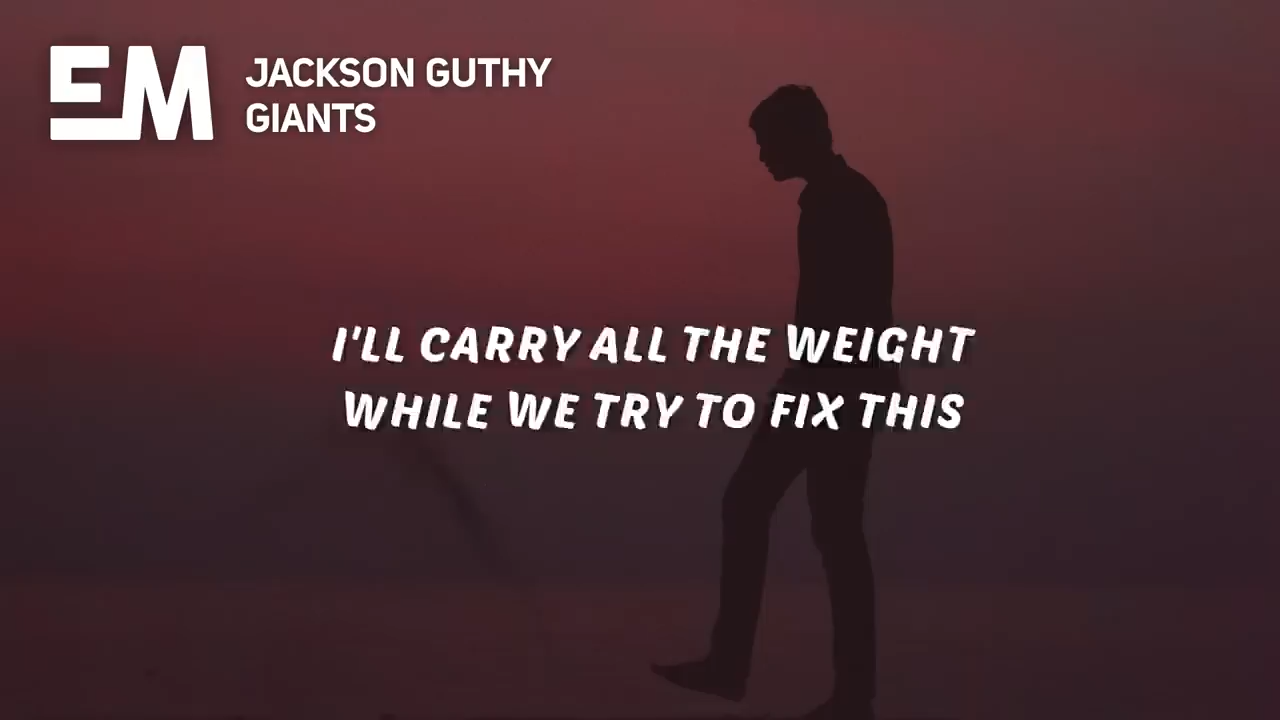 EM
JACKSON GUTHY
GIANTS
I'LL CARRY ALL THE WEIGHT
WHILE WE TRY TO FIX THIS